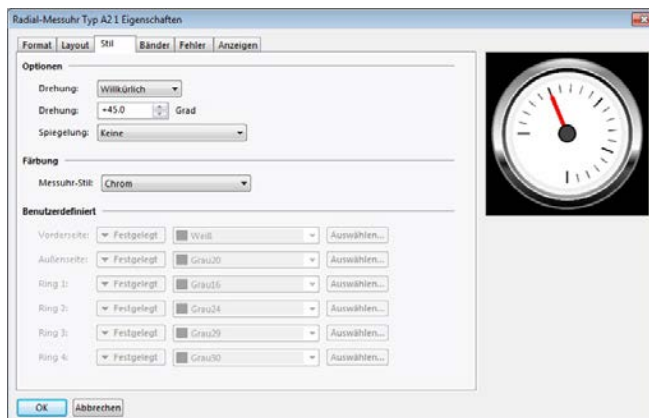 Radial-Messuhr Typ A2 1 Eigenschaften
Format Layout Stil Bänder Fehler Anzeigen
Optionen
Drehung: Willkürlich
Drehung: +45.0 Grad
Spiegelung: Keine
Färbung
Messuhr-Stil: Chrom
Benutzerdefiniert
Vorderseite: Festgelegt Weiß Auswählen...
Außenseite: Festgelegt Grau20 Auswählen...
Ring 1: Festgelegt Grau16 Auswählen...
Ring 2: Festgelegt Grau24 Auswählen...
Ring 3: Festgelegt Grau29 Auswählen...
Ring 4: Festgelegt Grau50 Auswählen...
OK Abbrechen